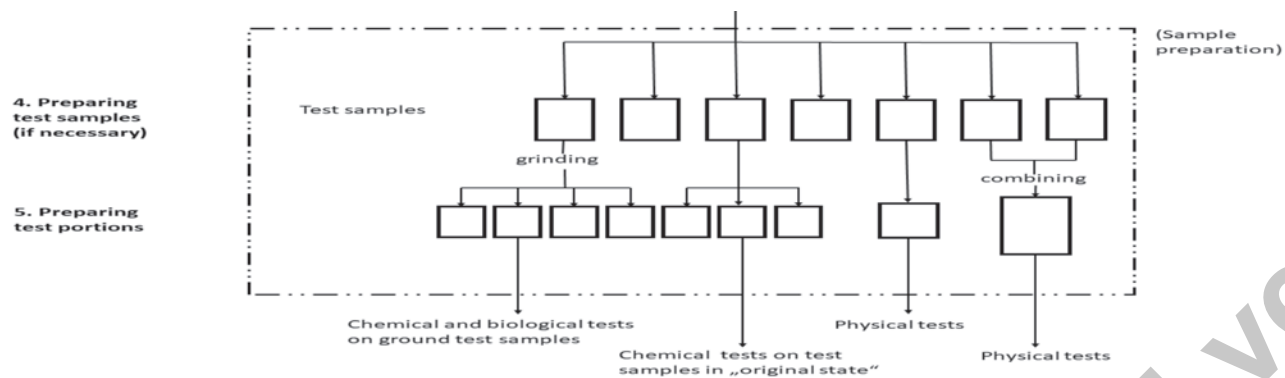 (Sample
preparation)
4. Preparing
test samples
(if necessary)
Test samples
grinding
combining
5. Preparing
test portions
Chemical and biological tests
on ground test samples
Physical tests
Chemical tests on test
samples in „original state“
Physical tests